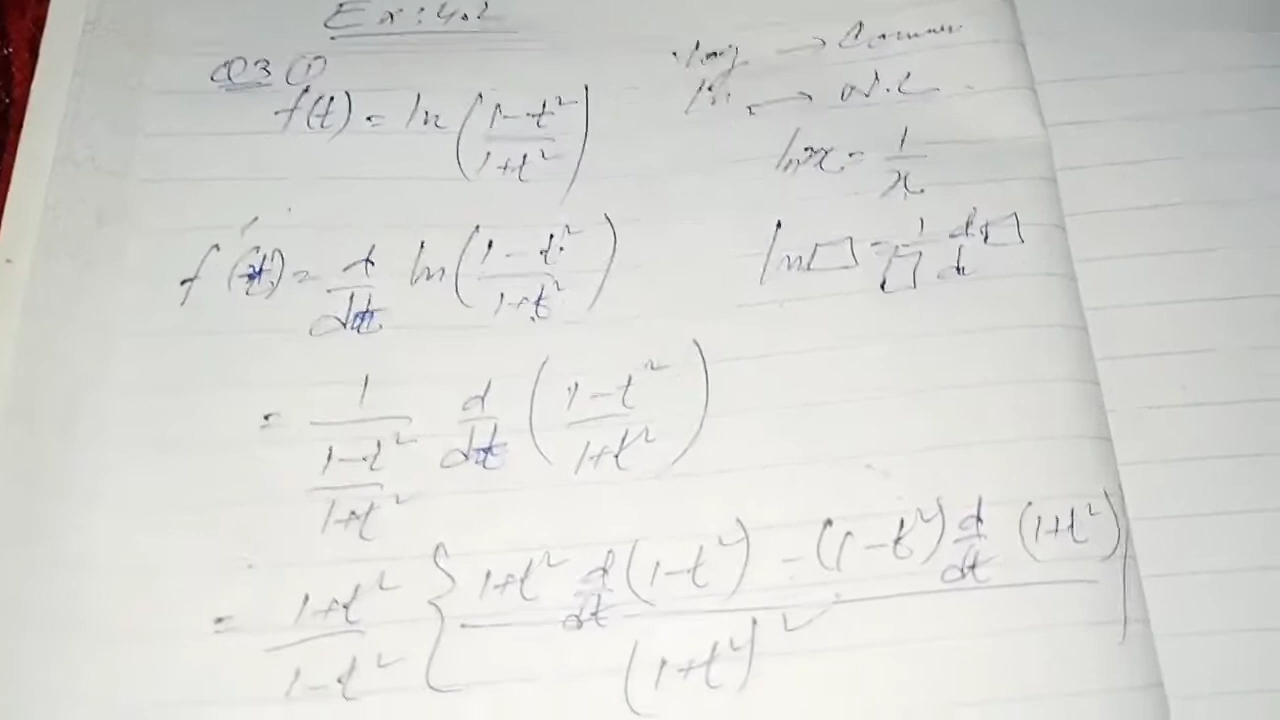 Ex: 4.2
Q3 (i)
f(t) = ln (1-t² / 1+t²)
f'(t) = d/dt ln (1-t² / 1+t²)
= 1 / (1-t² / 1+t²) d/dt (1-t² / 1+t²)
= 1+t² / 1-t² { 1+t² d/dt (1-t²) - (1-t²) d/dt (1+t²) / (1+t²)²
→
ln → 
ln x = 1/x
ln □ = 1/□ d/dx □